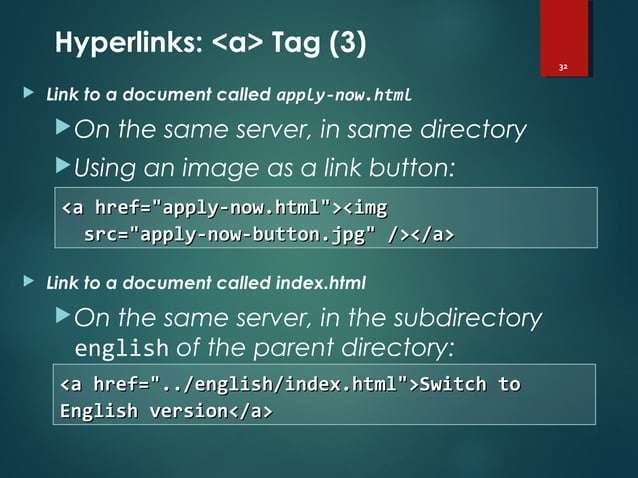 Hyperlinks: <a> Tag (3)
32
Link to a document called apply-now.html
On the same server, in same directory
Using an image as a link button:
<a href="apply-now.html"><img
src="apply-now-button.jpg" /></a>
Link to a document called index.html
On the same server, in the subdirectory
english of the parent directory:
<a href="../english/index.html">Switch to
English version</a>